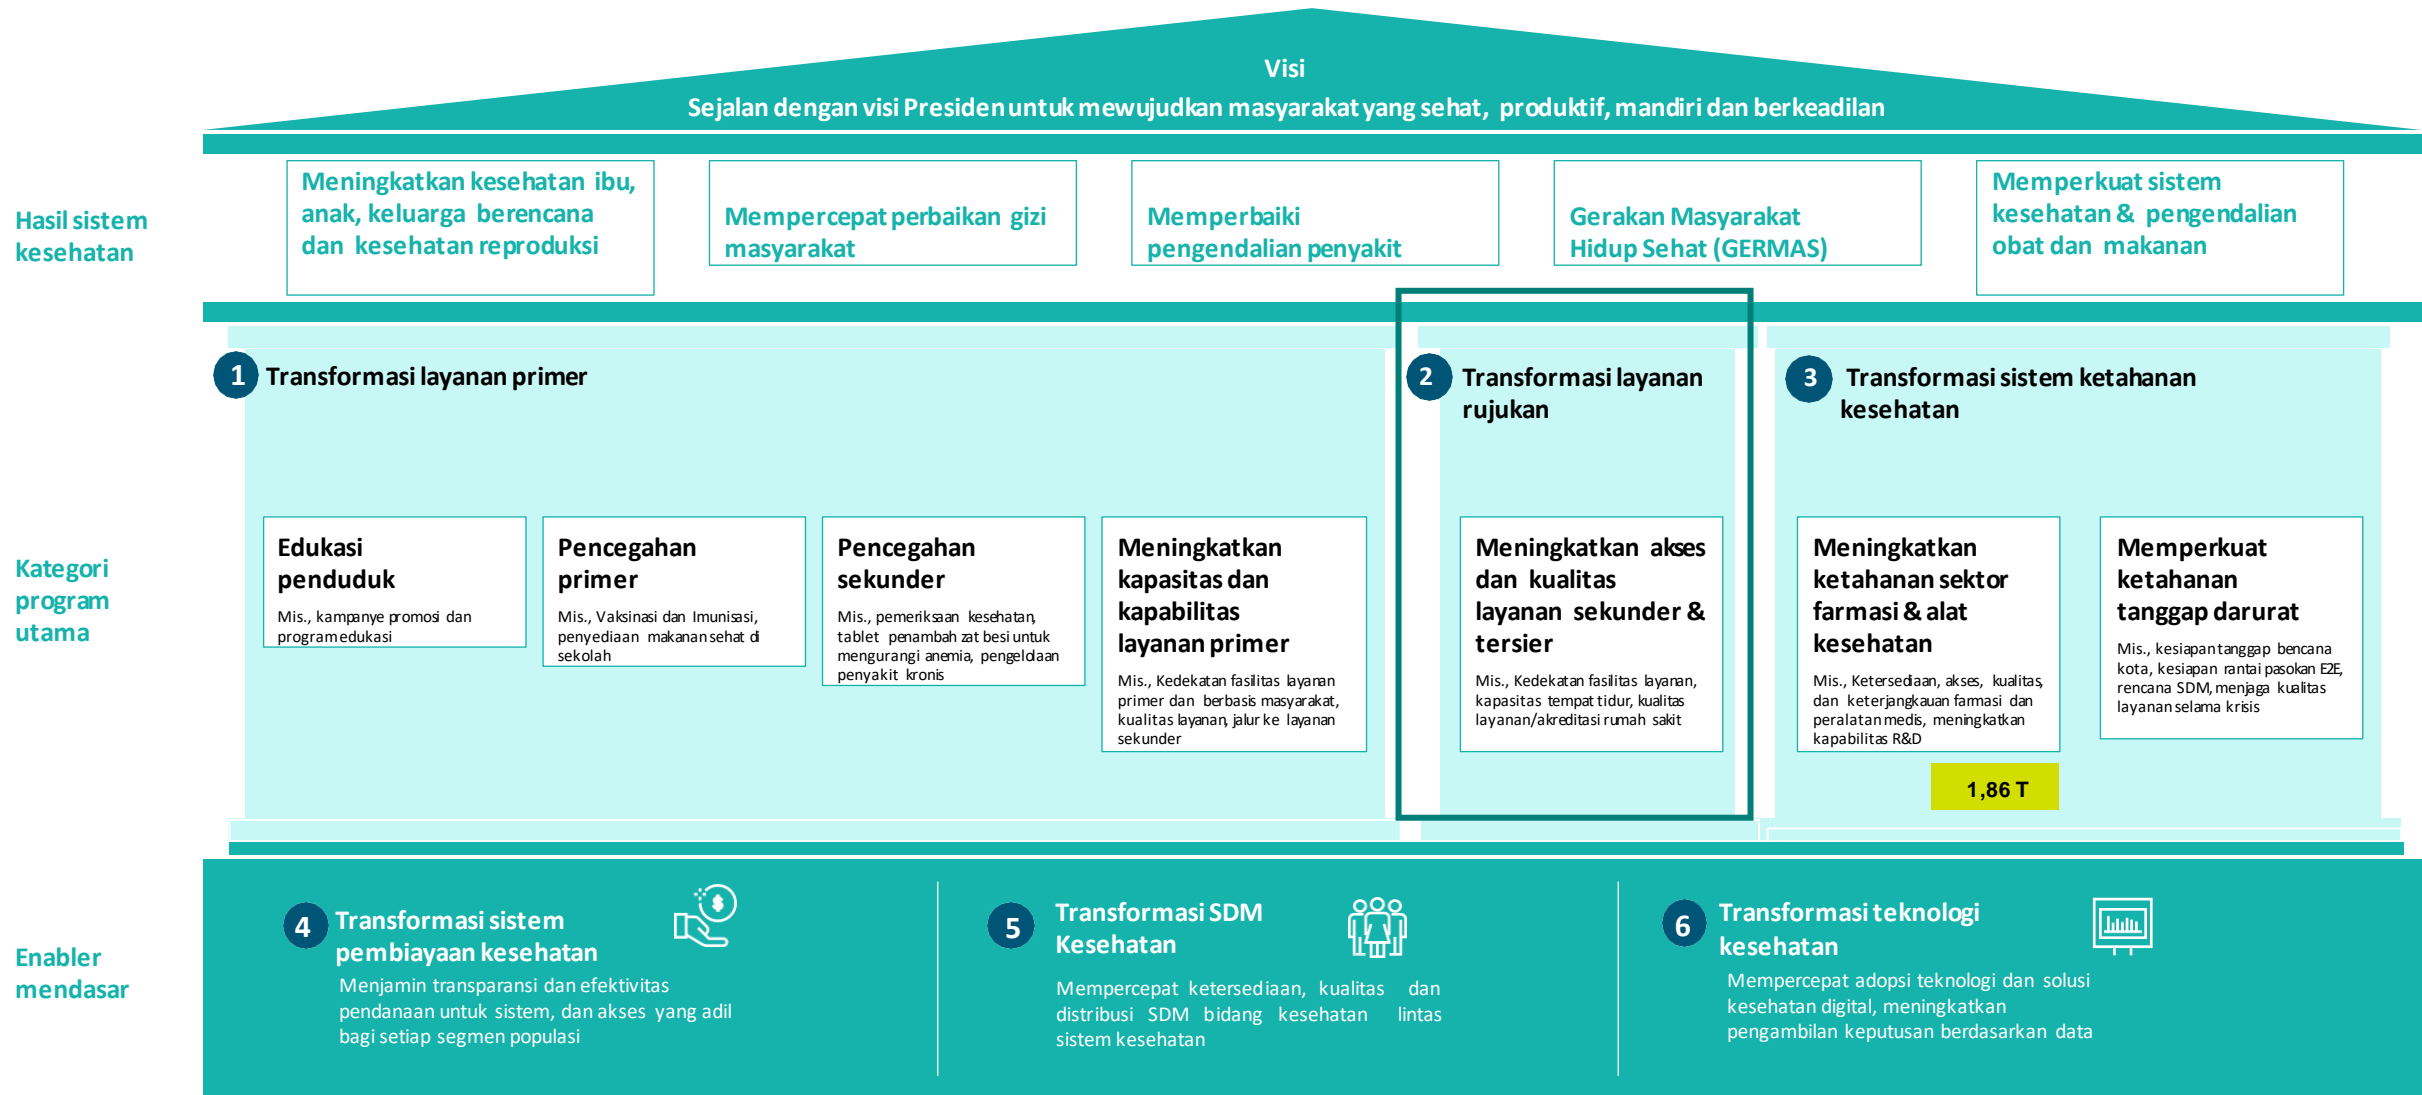 Visi
Sejalan dengan visi Presiden untuk mewujudkan masyarakat yang sehat, produktif, mandiri dan berkeadilan
Hasil sistem
kesehatan
Meningkatkan kesehatan ibu,
anak, keluarga berencana
dan kesehatan reproduksi
Mempercepat perbaikan gizi
masyarakat
Memperbaiki
pengendalian penyakit
Gerakan Masyarakat
Hidup Sehat (GERMAS)
Memperkuat sistem
kesehatan & pengendalian
obat dan makanan
Kategori
program
utama
1
Transformasi layanan primer
Edukasi
penduduk
Mis., kampanye promosi dan
program edukasi
Pencegahan
primer
Mis., Vaksinasi dan Imunisasi,
penyediaan makanan sehat di
sekolah
Pencegahan
sekunder
Mis., pemeriksaan kesehatan,
tablet penambah zat besi untuk
mengurangi anemia, pengelolaan
penyakit kronis
Meningkatkan
kapasitas dan
kapabilitas
layanan primer
Mis., Kedekatan fasilitas layanan
primer dan berbasis masyarakat,
kualitas layanan, jalur ke layanan
sekunder
2
Transformasi layanan
rujukan
Meningkatkan akses
dan kualitas
layanan sekunder &
tersier
Mis., Kedekatan fasilitas layanan,
kapasitas tempat tidur, kualitas
layanan/akreditasi rumah sakit
3
Transformasi sistem ketahanan
kesehatan
Meningkatkan
ketahanan sektor
farmasi & alat
kesehatan
Mis., Ketersediaan, akses, kualitas,
dan keterjangkauan farmasi dan
peralatan medis, meningkatkan
kapabilitas R&D
1,86 T
Memperkuat
ketahanan
tanggap darurat
Mis., kesiapan tanggap bencana
kota, kesiapan rantai pasokan E2E,
rencana SDM, menjaga kualitas
layanan selama krisis
Enabler
mendasar
4
Transformasi sistem
pembiayaan kesehatan
Menjamin transparansi dan efektivitas
pendanaan untuk sistem, dan akses yang adil
bagi setiap segmen populasi
5
Transformasi SDM
Kesehatan
Mempercepat ketersediaan, kualitas dan
distribusi SDM bidang kesehatan lintas
sistem kesehatan
6
Transformasi teknologi
kesehatan
Mempercepat adopsi teknologi dan solusi
kesehatan digital, meningkatkan
pengambilan keputusan berdasarkan data